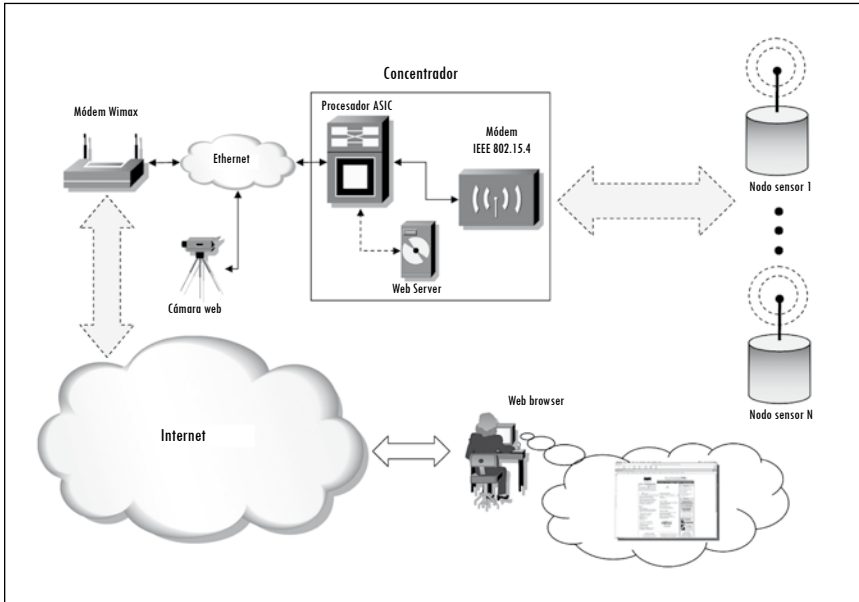 Concentrador
Procesador ASIC
Módem Wimax
Módem
IEEE 802.15.4
Ethernet
Nodo sensor 1
Web Server
Cámara web
Nodo sensor N
Web browser
Internet